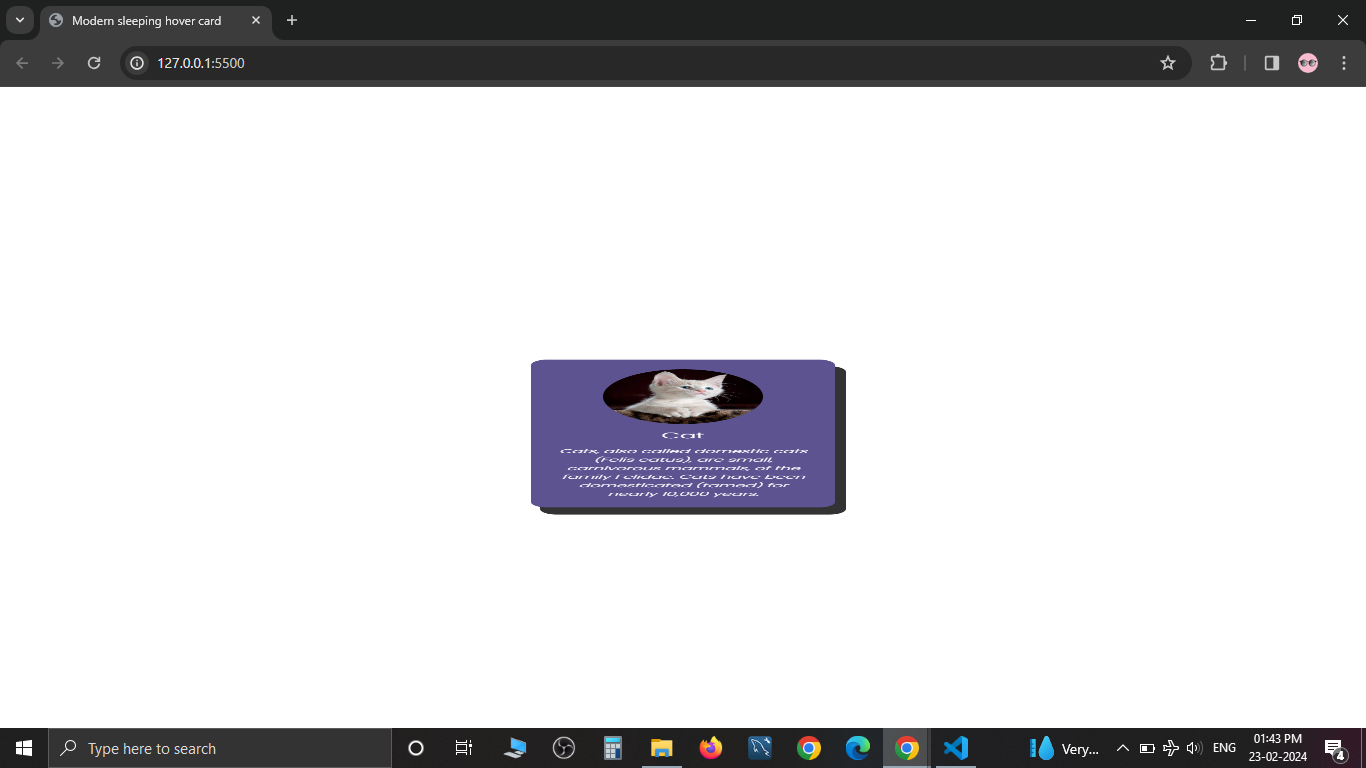 Modern sleeping hover card
127.0.0.1:5500
Cat
Cats, also called domestic cats
(Felis catus), are small,
carnivorous mammals, of the
family Felidae. Cats have been
domesticated (tamed) for
nearly 10,000 years.
Type here to search
Very...
ENG
01:43 PM
23-02-2024
4